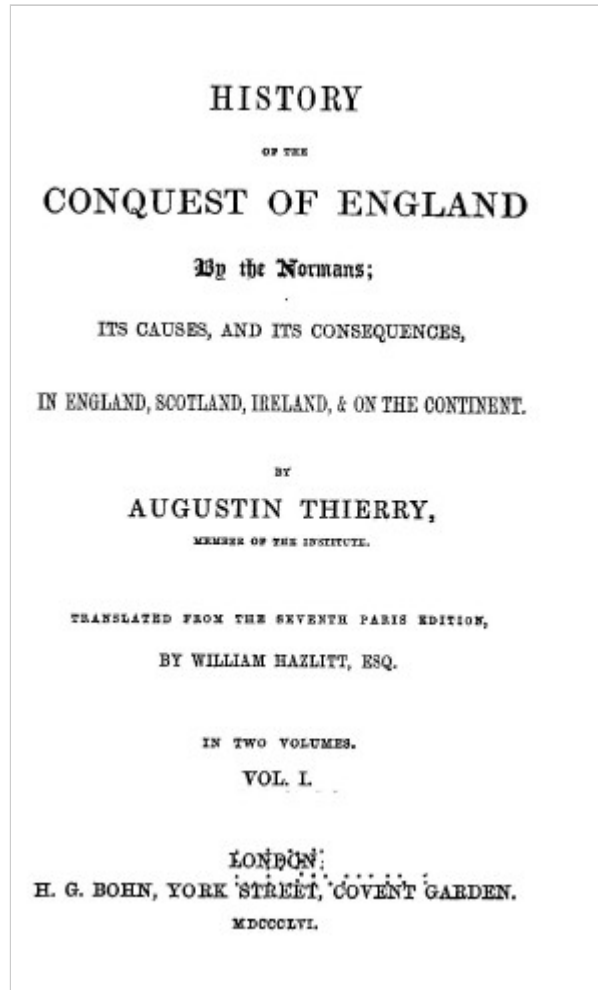 HISTORY
OF THE
CONQUEST OF ENGLAND
By the Normans;
ITS CAUSES, AND ITS CONSEQUENCES,
IN ENGLAND, SCOTLAND, IRELAND, & ON THE CONTINENT.
BY
AUGUSTIN THIERRY,
MEMBER OF THE INSTITUTE.
TRANSLATED FROM THE SEVENTH PARIS EDITION,
BY WILLIAM HAZLITT, ESQ.
IN TWO VOLUMES.
VOL. I.
LONDON:
H. G. BOHN, YORK STREET, COVENT GARDEN.
MDCCCLVI.